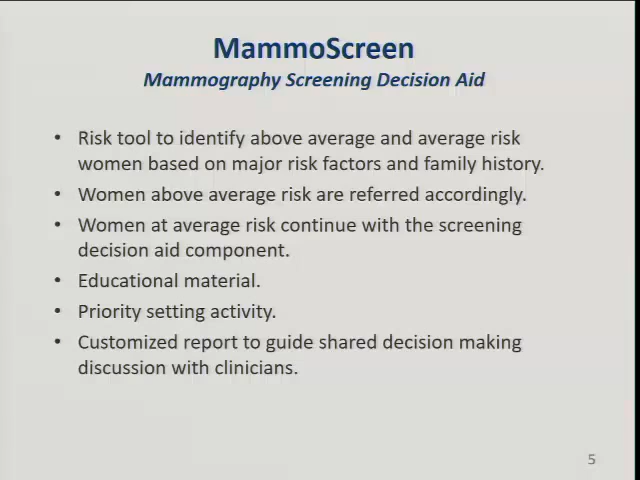 MammoScreen
Mammography Screening Decision Aid
• Risk tool to identify above average and average risk
women based on major risk factors and family history.
• Women above average risk are referred accordingly.
• Women at average risk continue with the screening
decision aid component.
• Educational material.
• Priority setting activity.
• Customized report to guide shared decision making
discussion with clinicians.
5